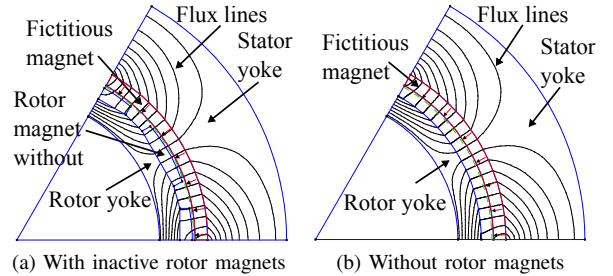 Fictitious
magnet
Flux lines
Stator
yoke
Rotor
magnet
without
Rotor yoke
(a) With inactive rotor magnets
Fictitious
magnet
Flux lines
Stator
yoke
Rotor yoke
(b) Without rotor magnets